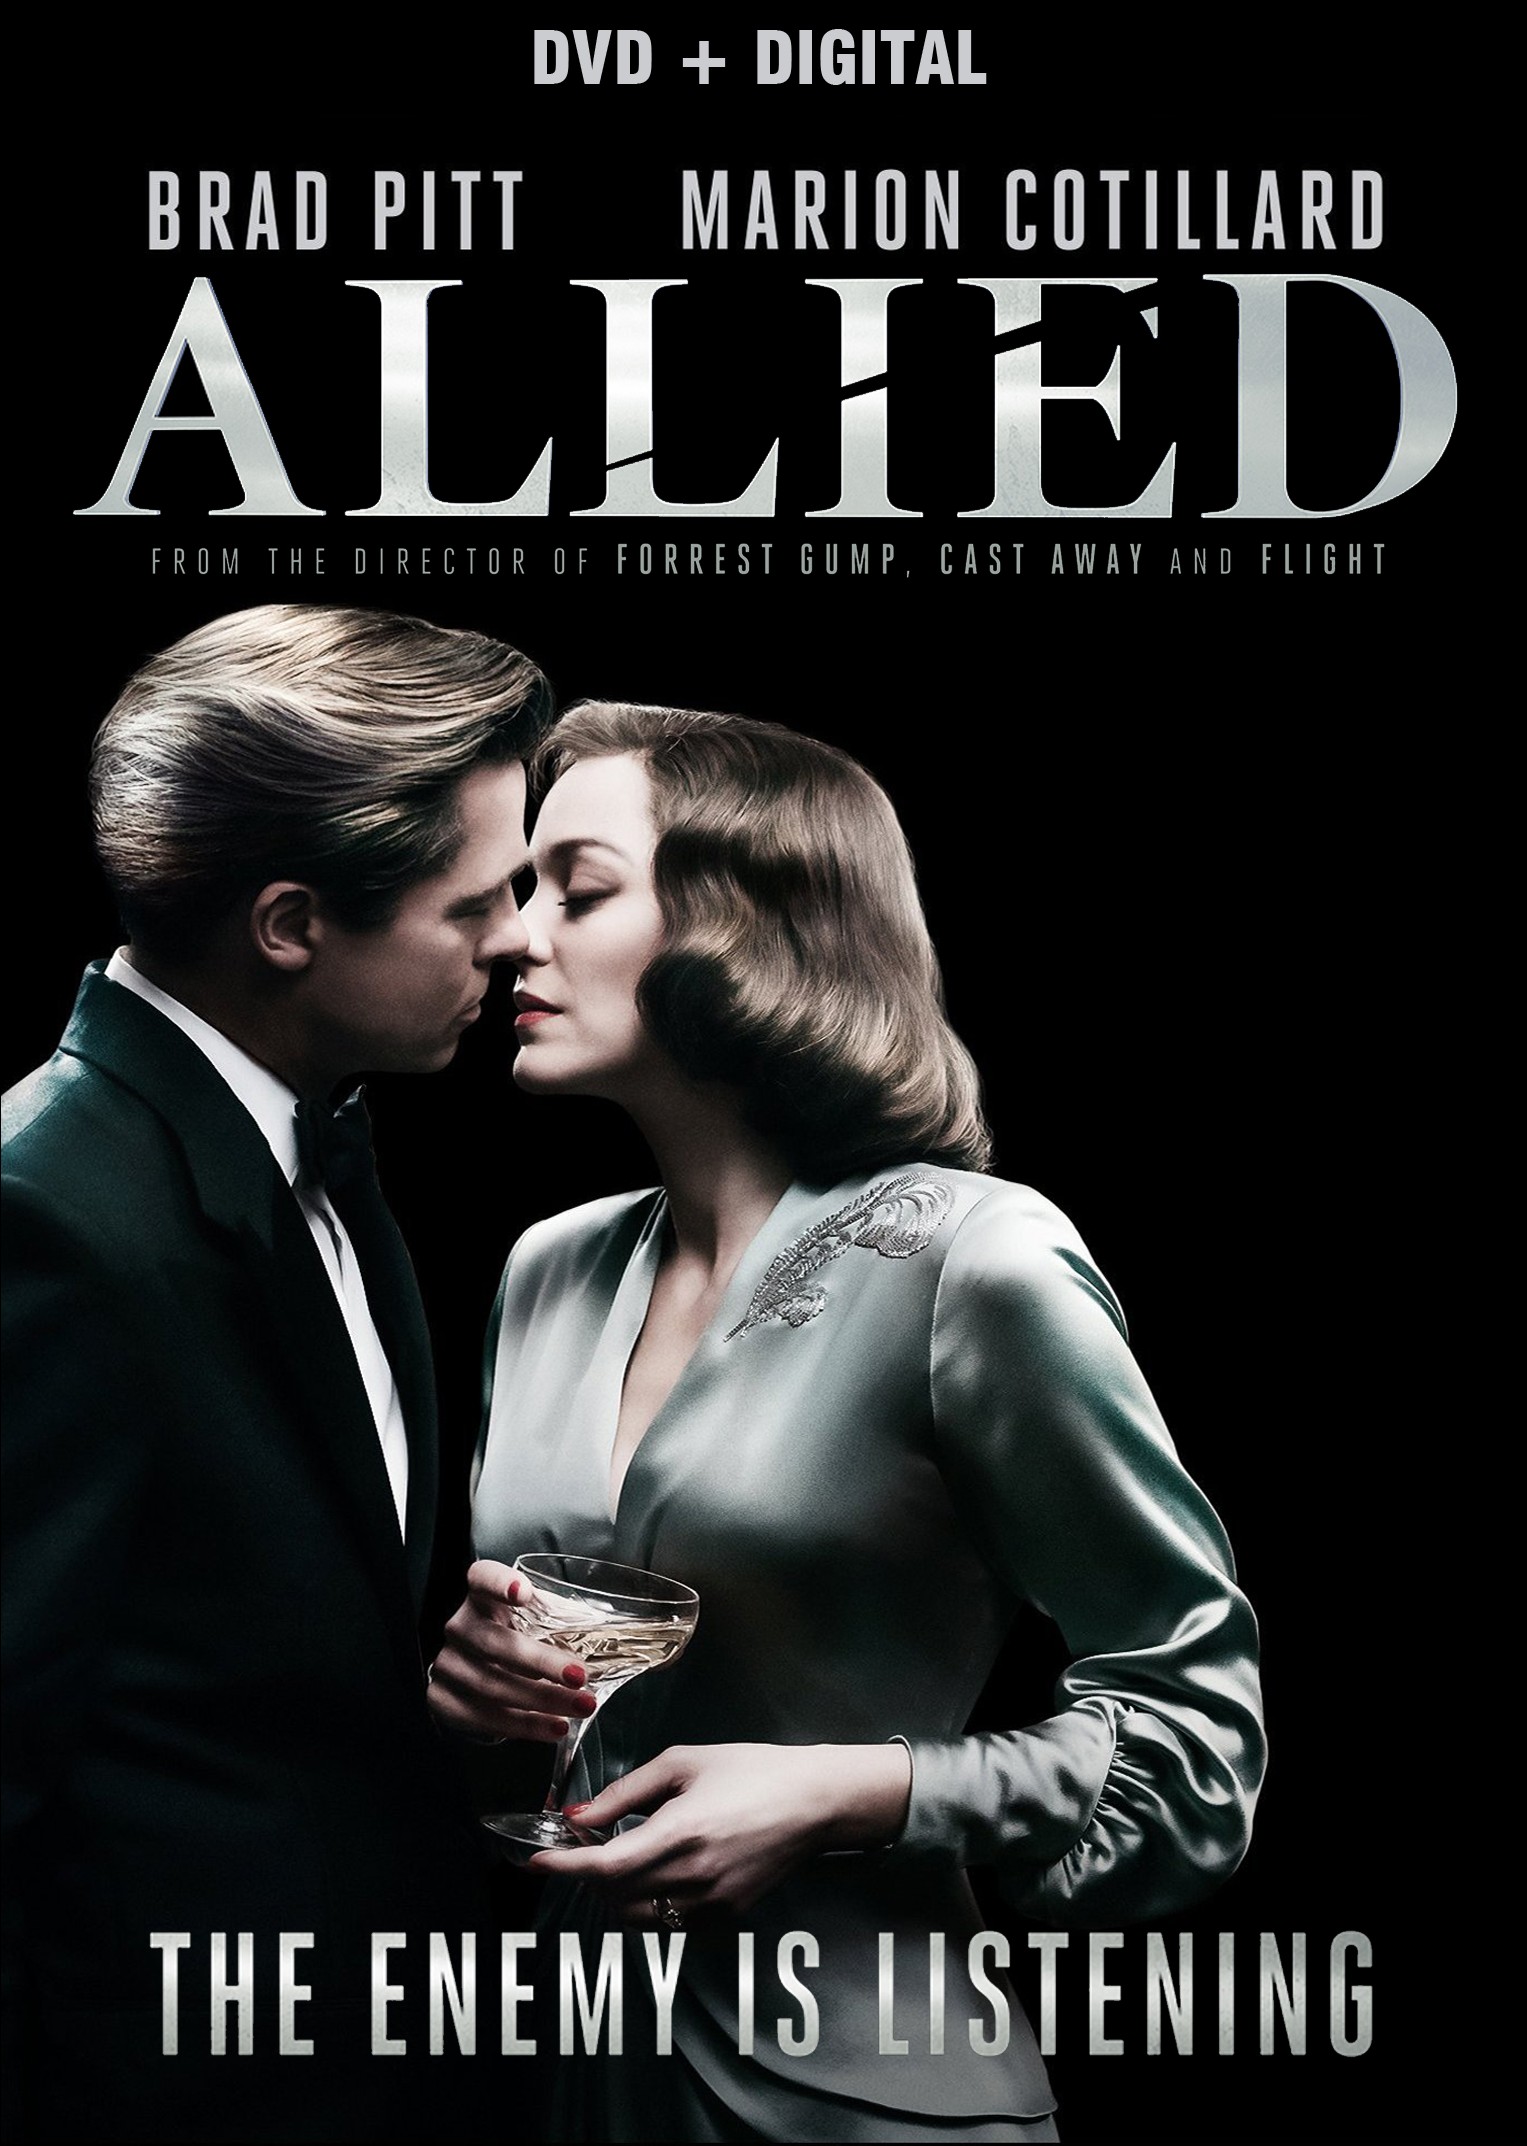 DVD + DIGITAL
BRAD PITT MARION COTILLARD
ALLIED
FROM THE DIRECTOR OF FORREST GUMP, CAST AWAY AND FLIGHT
THE ENEMY IS LISTENING